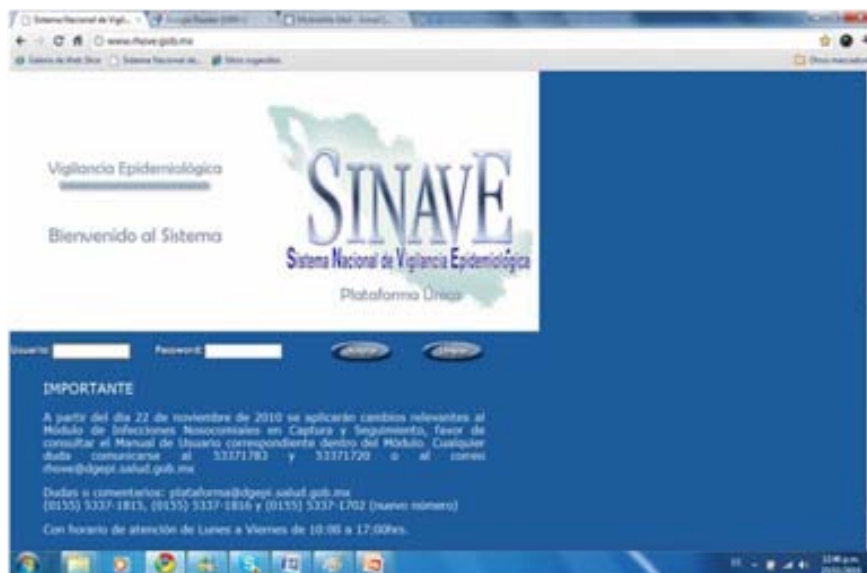 www.rhove.gob.mx
Vigilancia Epidemiológica
Bienvenido al Sistema
SINAVE
Sistema Nacional de Vigilancia Epidemiológica
Plataforma Única
Usuario: Password:
IMPORTANTE
A partir del día 22 de noviembre de 2010 se aplicarán cambios relevantes al
Módulo de Infecciones Nosocomiales en Captura y Seguimiento, favor de
consultar el Manual de Usuario correspondiente dentro del Módulo. Cualquier
duda comunicarse al 53371783 y 53371720 o al correo
rhove@dgepi.salud.gob.mx
Dudas o comentarios: plataforma@dgepi.salud.gob.mx
(0155) 5337-1815, (0155) 5337-1816 y (0155) 5337-1702 (nuevo número)
Con horario de atención de Lunes a Viernes de 10:00 a 17:00hrs.